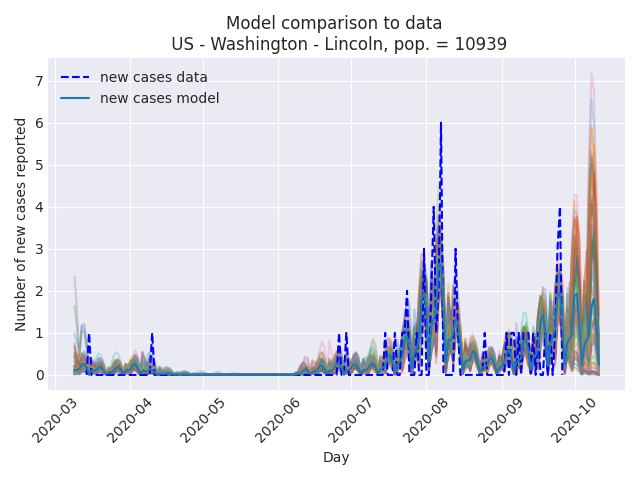 Model comparison to data
US - Washington - Lincoln, pop. = 10939
new cases data
new cases model
Number of new cases reported
7
6
5
4
3
2
1
0
2020-03
2020-04
2020-05
2020-06
2020-07
2020-08
2020-09
2020-10
Day